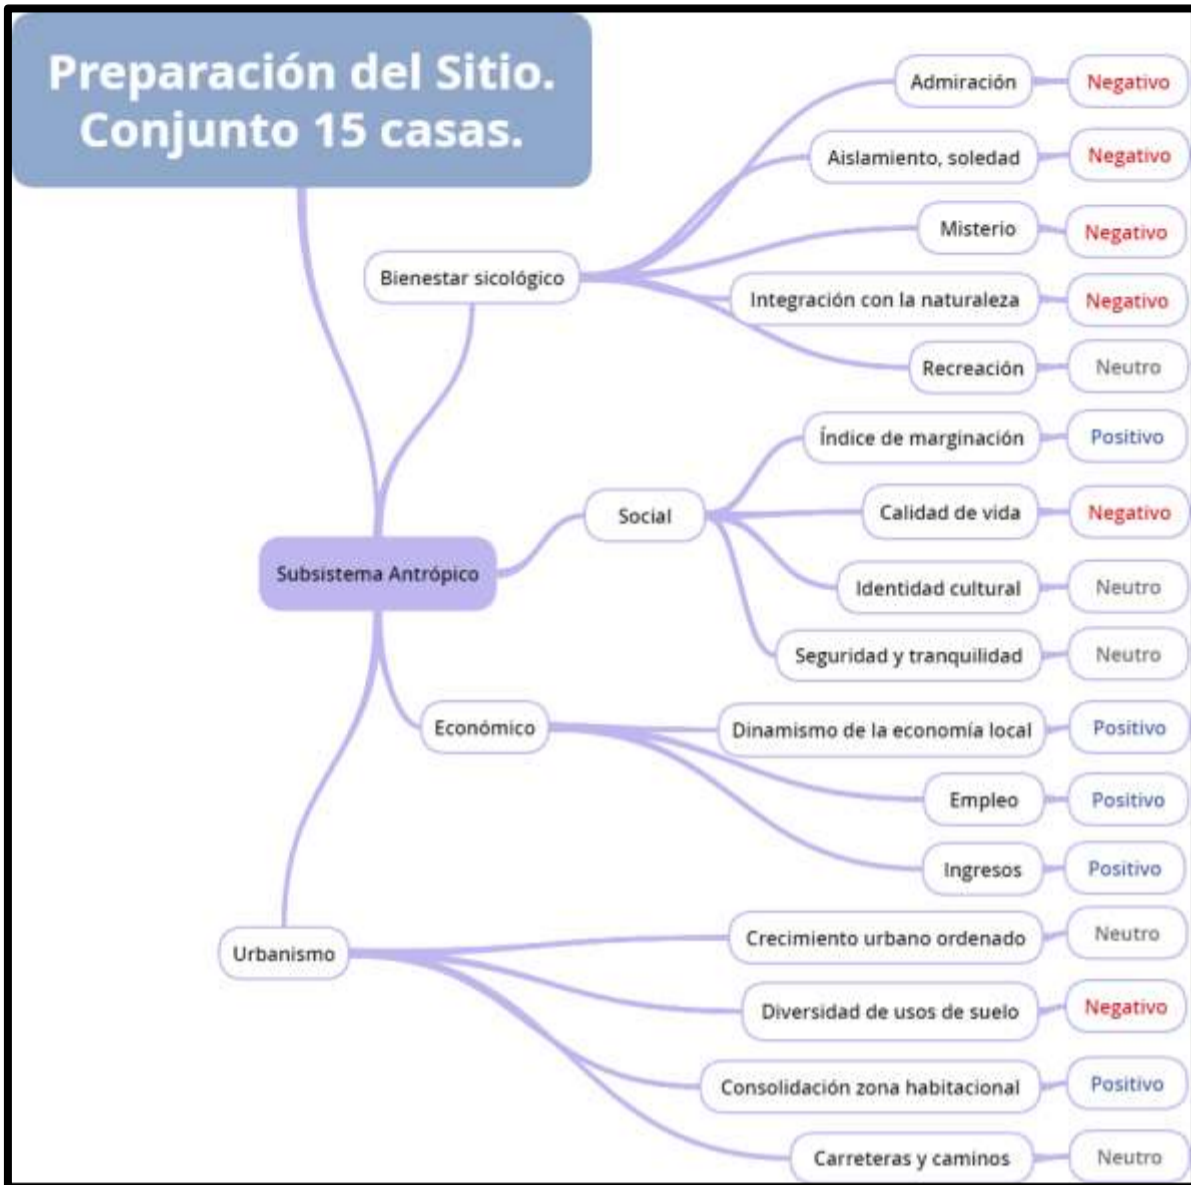 Preparación del Sitio.
Conjunto 15 casas.
Admiración
Negativo
Aislamiento, soledad
Negativo
Misterio
Negativo
Bienestar sicológico
Integración con la naturaleza
Negativo
Recreación
Neutro
Índice de marginación
Positivo
Social
Calidad de vida
Negativo
Subsistema Antrópico
Identidad cultural
Neutro
Seguridad y tranquilidad
Neutro
Económico
Dinamismo de la economía local
Positivo
Empleo
Positivo
Ingresos
Positivo
Urbanismo
Crecimiento urbano ordenado
Neutro
Diversidad de usos de suelo
Negativo
Consolidación zona habitacional
Positivo
Carreteras y caminos
Neutro